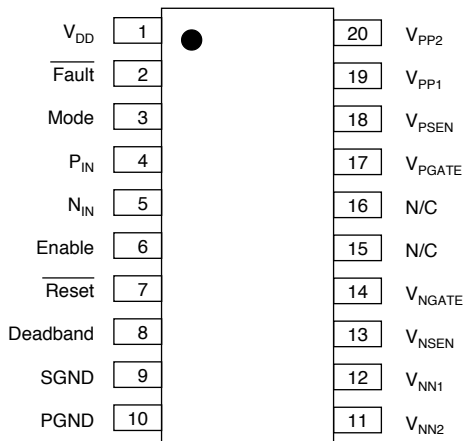 V_DD 1 20 V_PP2
Fault 2 19 V_PP1
Mode 3 18 V_PSEN
P_IN 4 17 V_PGATE
N_IN 5 16 N/C
Enable 6 15 N/C
Reset 7 14 V_NGATE
Deadband 8 13 V_NSEN
SGND 9 12 V_NN1
PGND 10 11 V_NN2